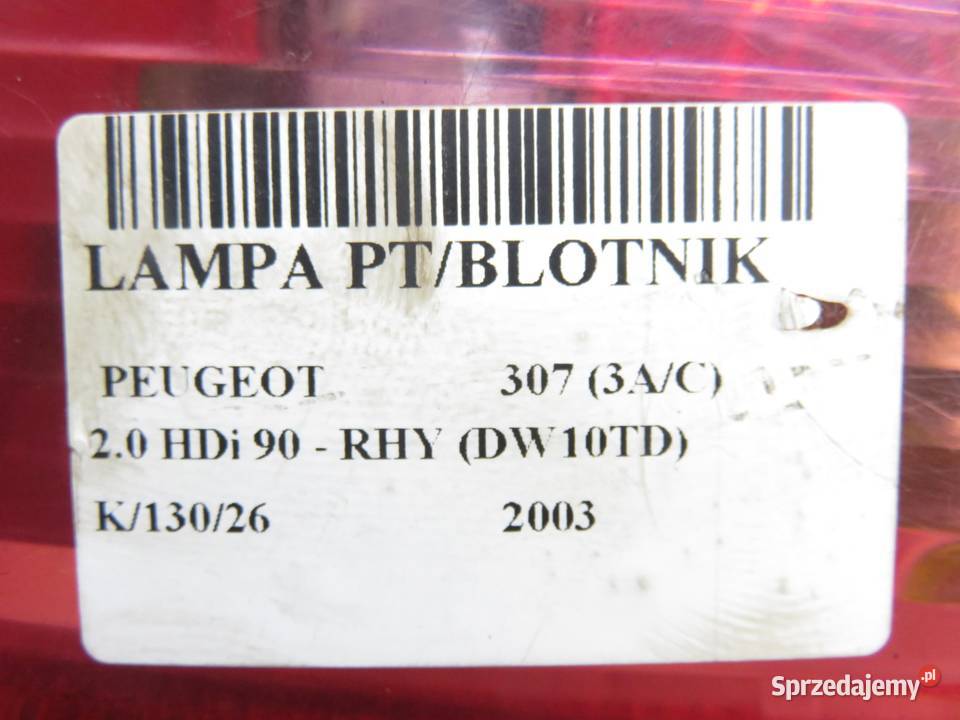 LAMPA PT/BLOTNIK
PEUGEOT 307 (3A/C)
2.0 HDi 90 - RHY (DW10TD)
K/130/26 2003
Sprzedajemy.pl